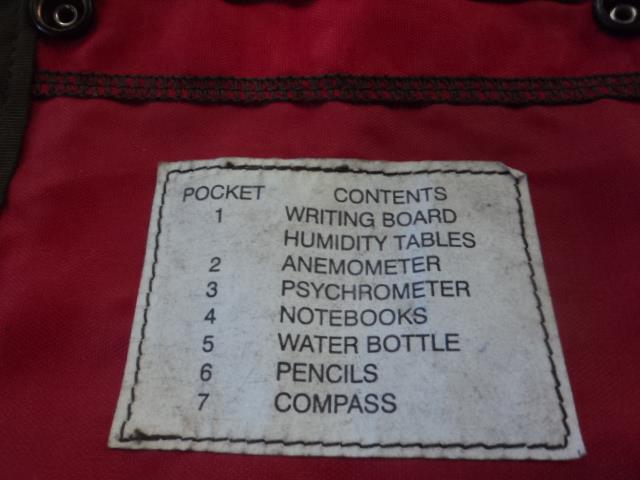 POCKET CONTENTS
1 WRITING BOARD
HUMIDITY TABLES
2 ANEMOMETER
3 PSYCHROMETER
4 NOTEBOOKS
5 WATER BOTTLE
6 PENCILS
7 COMPASS